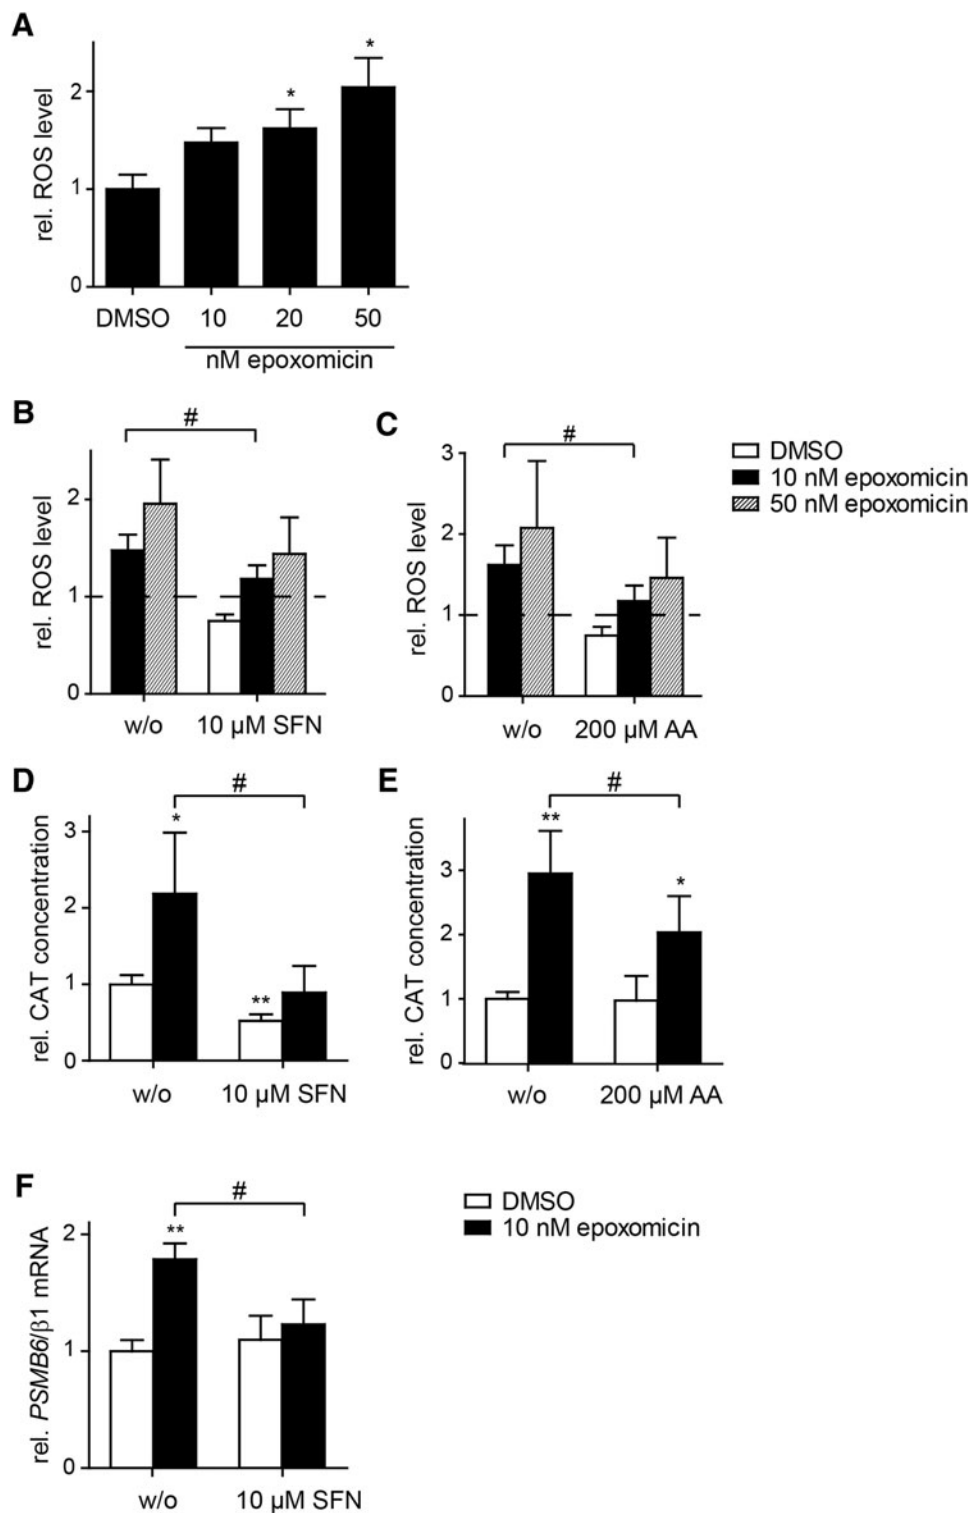 A
rel. ROS level
2
1
0
*
*
DMSO 10 20 50
nM epoxomicin
B
#
rel. ROS level
2
1
0
w/o 10 µM SFN
C
#
rel. ROS level
3
2
1
0
w/o 200 µM AA
DMSO
10 nM epoxomicin
50 nM epoxomicin
D
#
rel. CAT concentration
3
2
1
0
*
**
w/o 10 µM SFN
E
#
rel. CAT concentration
3
2
1
0
**
*
w/o 200 µM AA
F
#
rel. PSMB6/β1 mRNA
2
1
0
**
w/o 10 µM SFN
DMSO
10 nM epoxomicin